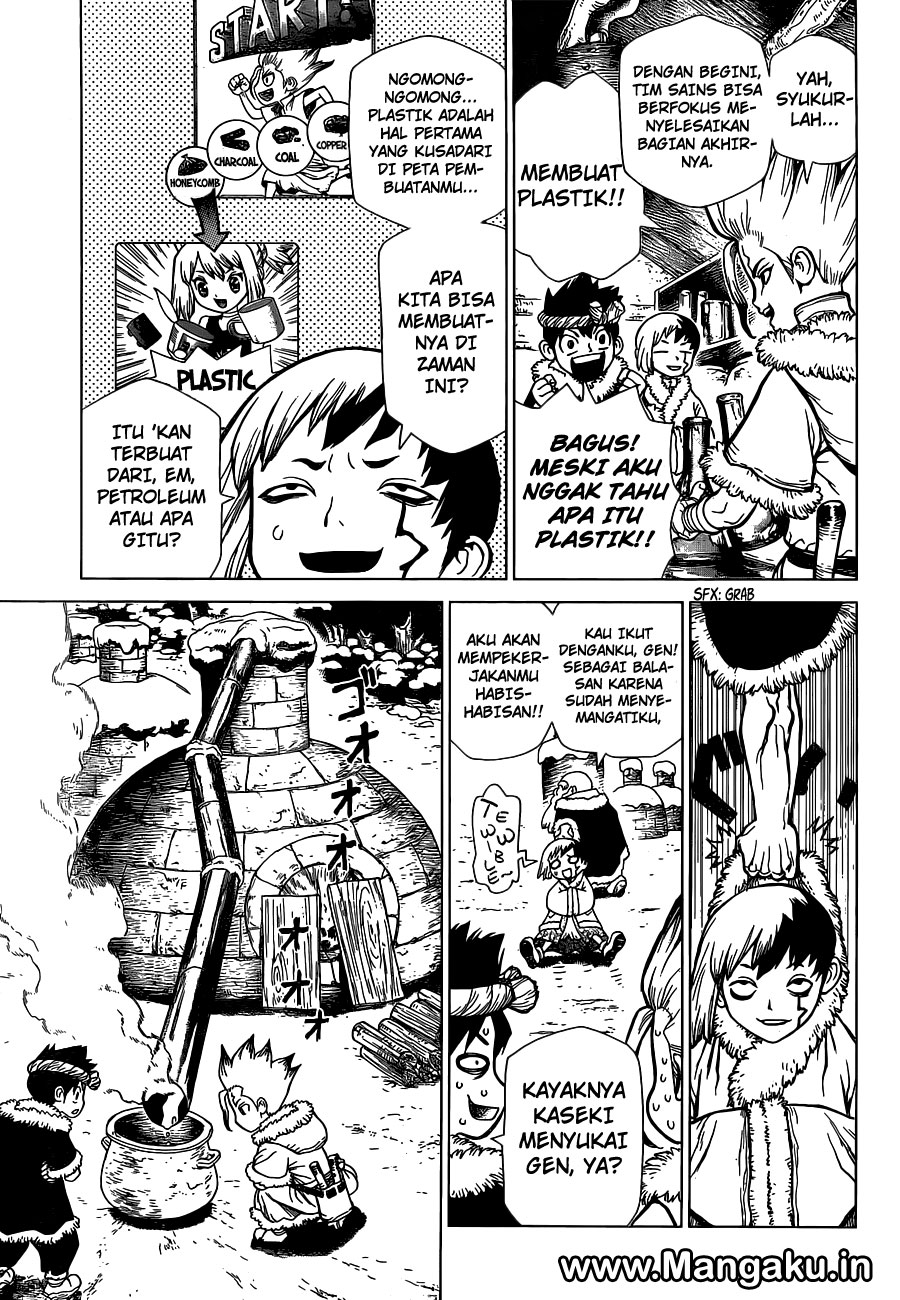 YAH,
SYUKUR-
LAH...
DENGAN BEGINI,
TIM SAINS BISA
BERFOKUS ME-
NYELESAIKAN
BAGIAN AKHIR-
NYA.
MEMBUAT
PLASTIK!!
BAGUS!
MESKI AKU
NGGAK TAHU
APA ITU
PLASTIK!!
START!
HONEYCOMB
CHARCOAL
COAL
COPPER
PLASTIC
NGOMONG-
NGOMONG...
PLASTIK ADALAH
HAL PERTAMA
YANG KUSADARI
DI PETA PEM-
BUATANMU...
APA
KITA BISA
MEMBUAT-
NYA DI
ZAMAN
INI?
ITU 'KAN
TERBUAT
DARI, EM,
PETROLEUM
ATAU APA
GITU?
SFX: GRAB
KAU IKUT
DENGANKU, GEN!
SEBAGAI BALA-
SAN KARENA
SUDAH MENYE-
MANGATIKU,
AKU AKAN
MEMPEKER-
JAKANMU
HABIS-
HABISAN!!
KAYAKNYA
KASEKI
MENYUKAI
GEN, YA?
ゴオオオオオ
www.Mangaku.in